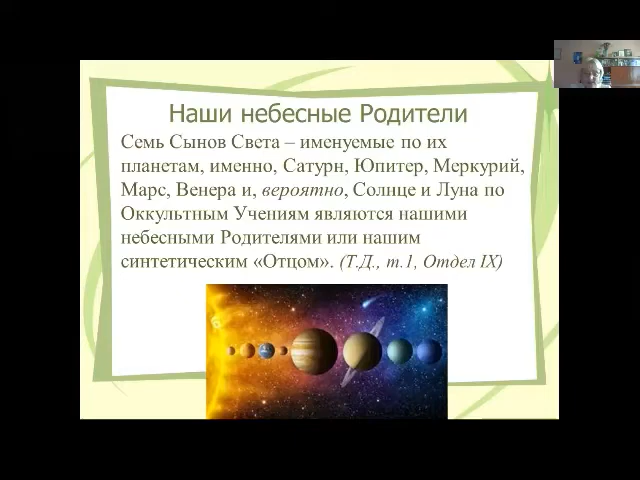 Наши небесные Родители
Семь Сынов Света – именуемые по их
планетам, именно, Сатурн, Юпитер, Меркурий,
Марс, Венера и, вероятно, Солнце и Луна по
Оккультным Учениям являются нашими
небесными Родителями или нашим
синтетическим «Отцом». (Т.Д., т.1, Отдел IX)